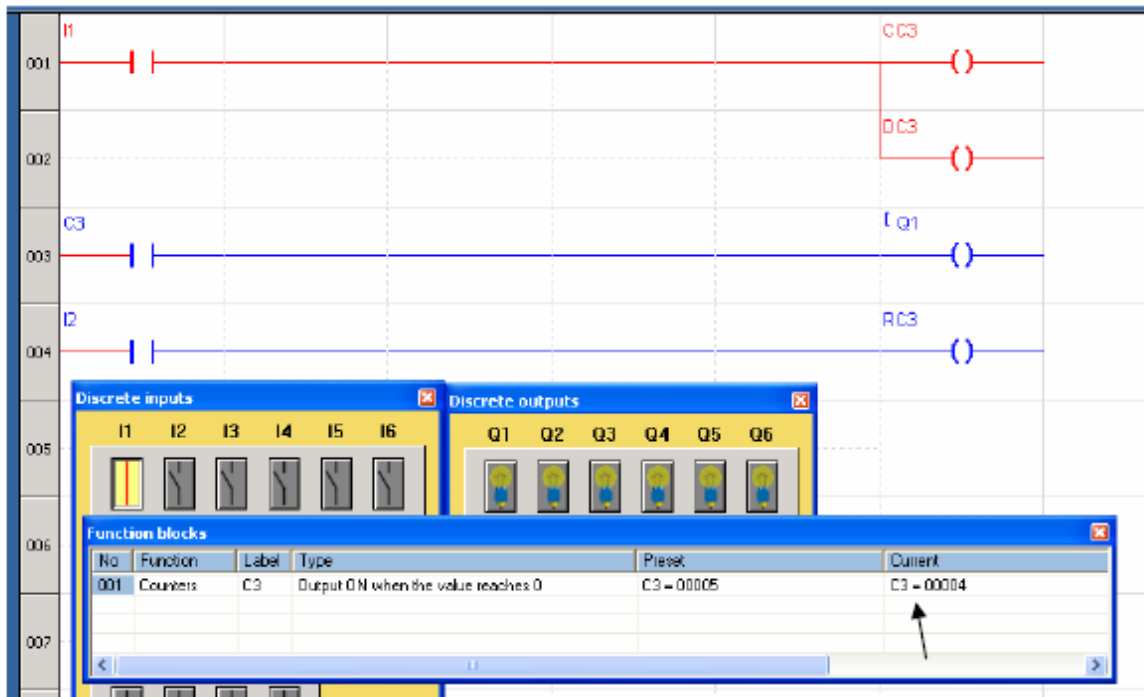 I1
CC3
001
DC3
002
C3
[ Q1
003
I2
RC3
004
Discrete inputs
Discrete outputs
I1 I2 I3 I4 I5 I6
Q1 Q2 Q3 Q4 Q5 Q6
005
Function blocks
006
No Function Label Type Preset Current
001 Counters C3 Output ON when the value reaches 0 C3 = 00005 C3 = 00004
007